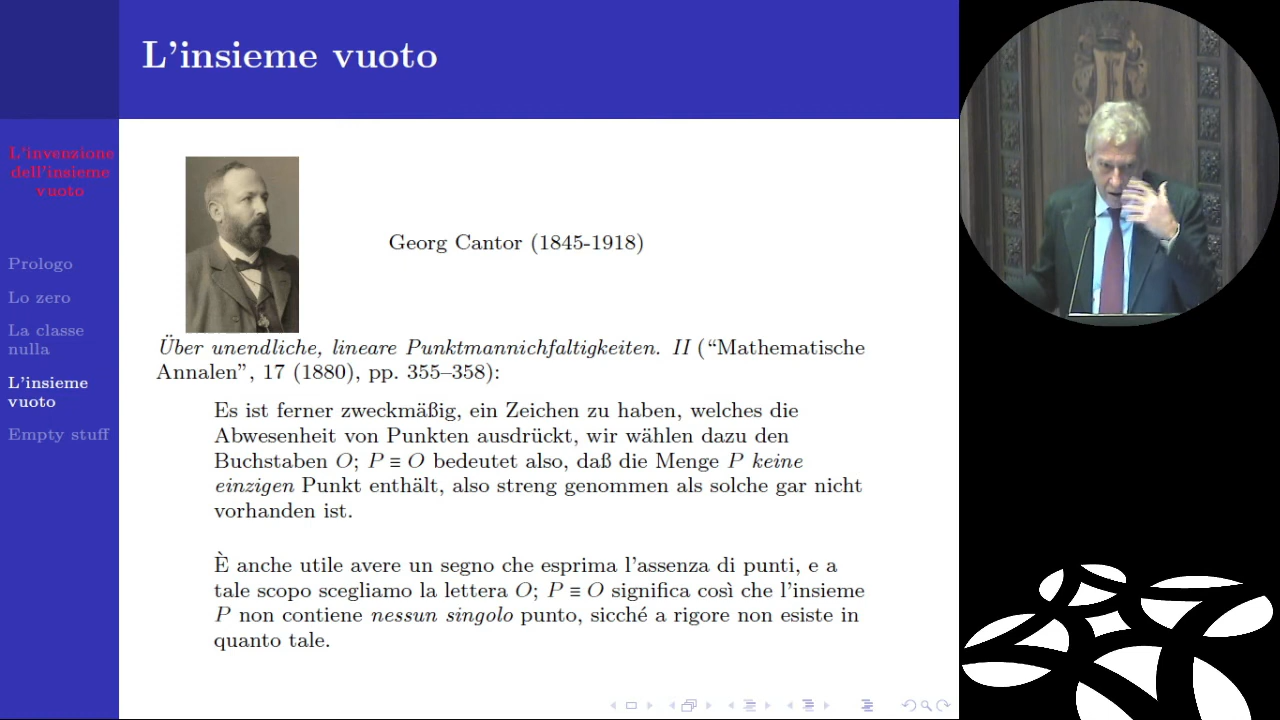 L'insieme vuoto
L'invenzione
dell'insieme
vuoto
Prologo
Lo zero
La classe
nulla
L'insieme
vuoto
Empty stuff
Georg Cantor (1845-1918)
Über unendliche, lineare Punktmannichfaltigkeiten. II (“Mathematische
Annalen”, 17 (1880), pp. 355–358):
Es ist ferner zweckmäßig, ein Zeichen zu haben, welches die
Abwesenheit von Punkten ausdrückt, wir wählen dazu den
Buchstaben O; P ≡ O bedeutet also, daß die Menge P keine
einzigen Punkt enthält, also streng genommen als solche gar nicht
vorhanden ist.
È anche utile avere un segno che esprima l'assenza di punti, e a
tale scopo scegliamo la lettera O; P ≡ O significa così che l'insieme
P non contiene nessun singolo punto, sicché a rigore non esiste in
quanto tale.